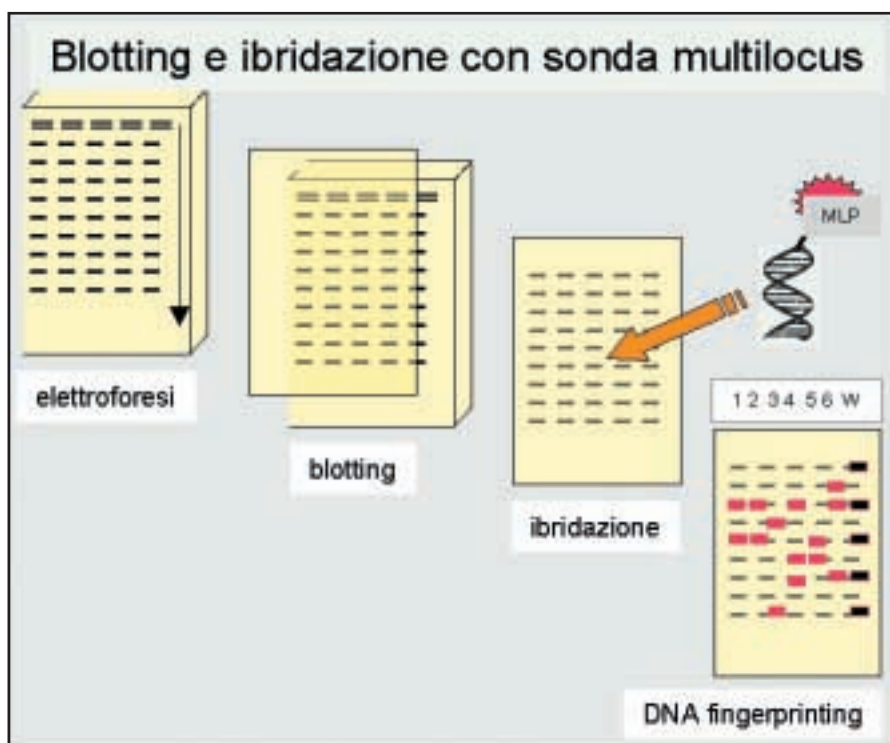 Blotting e ibridazione con sonda multilocus
MLP
elettroforesi
1 2 3 4 5 6 W
blotting
ibridazione
DNA fingerprinting